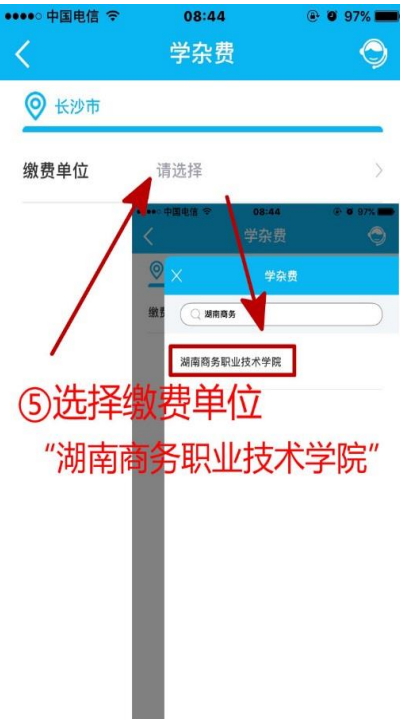 中国电信 08:44 97%
学杂费
长沙市
缴费单位 请选择
中国电信 08:44 97%
学杂费
学杂费
缴费
湖南商务
湖南商务职业技术学院
⑤选择缴费单位
“湖南商务职业技术学院”